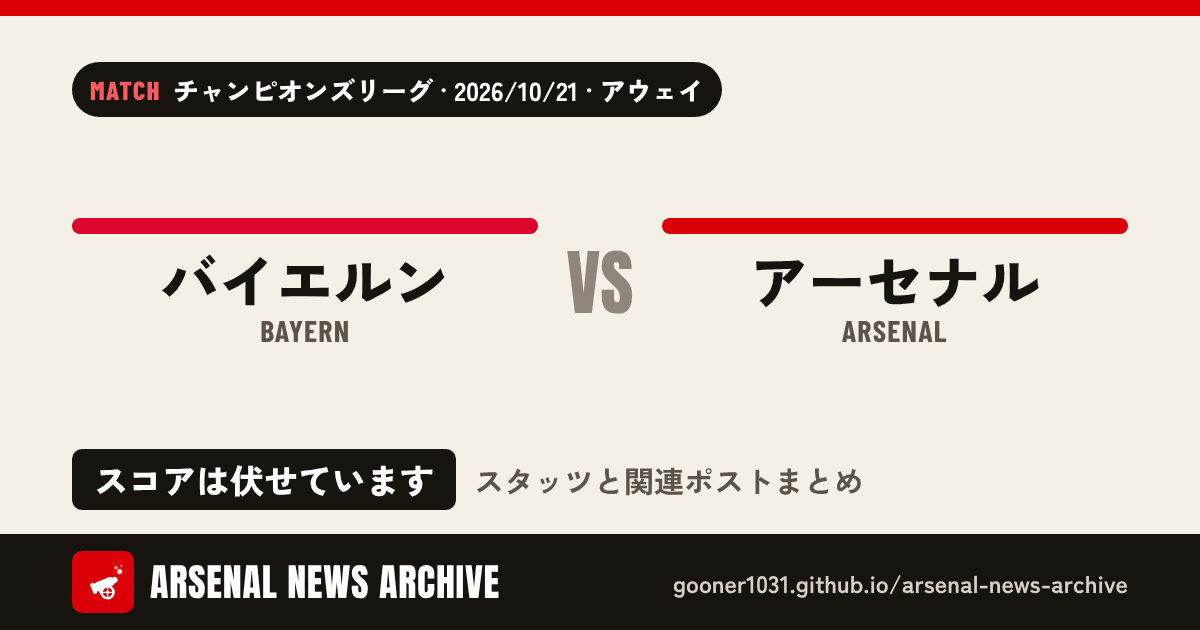 MATCH チャンピオンズリーグ · 2026/10/21 · アウェイ
バイエルン
BAYERN
VS
アーセナル
ARSENAL
スコアは伏せています
スタッツと関連ポストまとめ
ARSENAL NEWS ARCHIVE
gooner1031.github.io/arsenal-news-archive